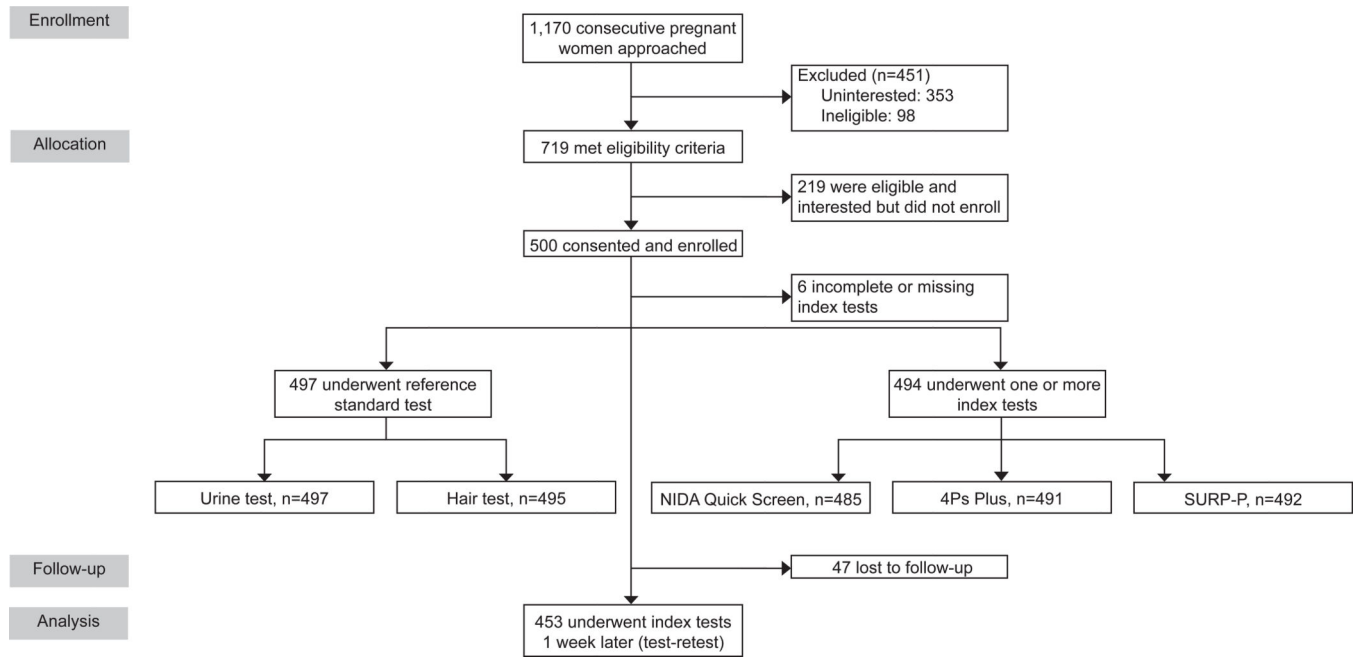 Enrollment
1,170 consecutive pregnant
women approached
Excluded (n=451)
Uninterested: 353
Ineligible: 98
Allocation
719 met eligibility criteria
219 were eligible and
interested but did not enroll
500 consented and enrolled
6 incomplete or missing
index tests
497 underwent reference
standard test
494 underwent one or more
index tests
Urine test, n=497
Hair test, n=495
NIDA Quick Screen, n=485
4Ps Plus, n=491
SURP-P, n=492
Follow-up
47 lost to follow-up
Analysis
453 underwent index tests
1 week later (test-retest)